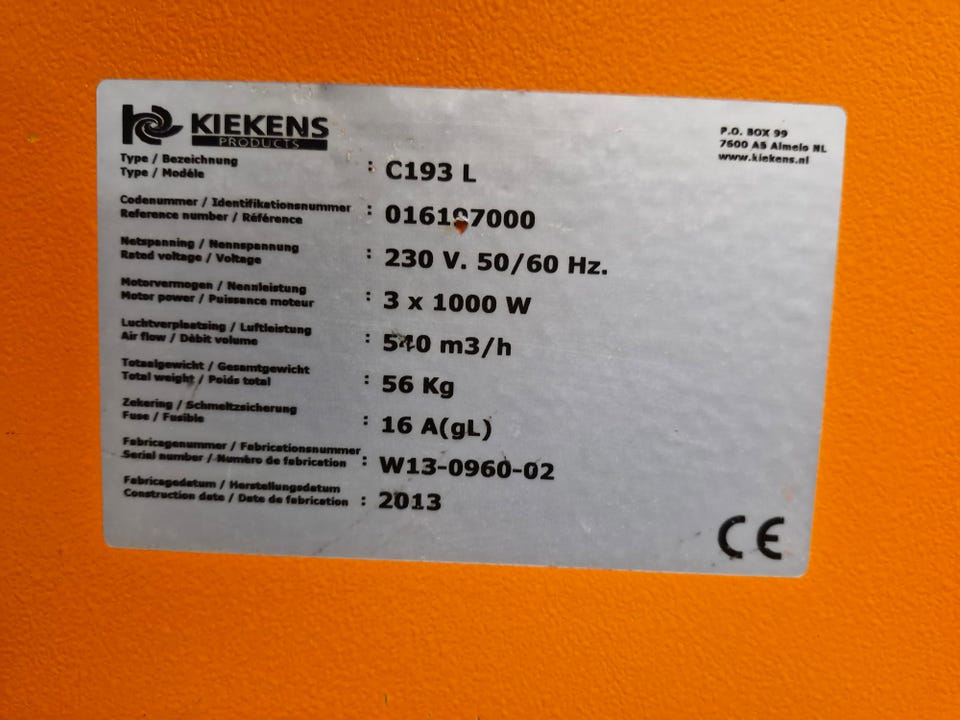 KIEKENS
PRODUCTS
P.O. BOX 99
7600 AS Almelo NL
www.kiekens.nl
Type / Bezeichnung
Type / Modéle : C193 L
Codenummer / Identifikationsnummer
Reference number / Référence : 016197000
Netspanning / Nennspannung
Rated voltage / Voltage : 230 V. 50/60 Hz.
Motorvermogen / Nennleistung
Motor power / Puissance moteur : 3 x 1000 W
Luchtverplaatsing / Luftleistung
Air flow / Débit volume : 540 m3/h
Totaalgewicht / Gesamtgewicht
Total weight / Poids total : 56 Kg
Zekering / Schmeltzsicherung
Fuse / Fusible : 16 A(gL)
Fabricagenummer / Fabricationsnummer
Serial number / Numéro de fabrication : W13-0960-02
Fabricagedatum / Herstellungsdatum
Construction date / Date de fabrication : 2013
CE